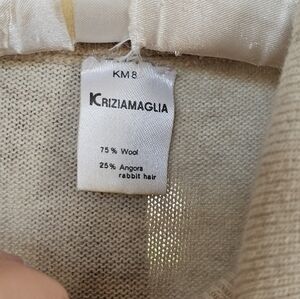 KM8
KRIZIAMAGLIA
75% Wool
25% Angora
rabbit hair